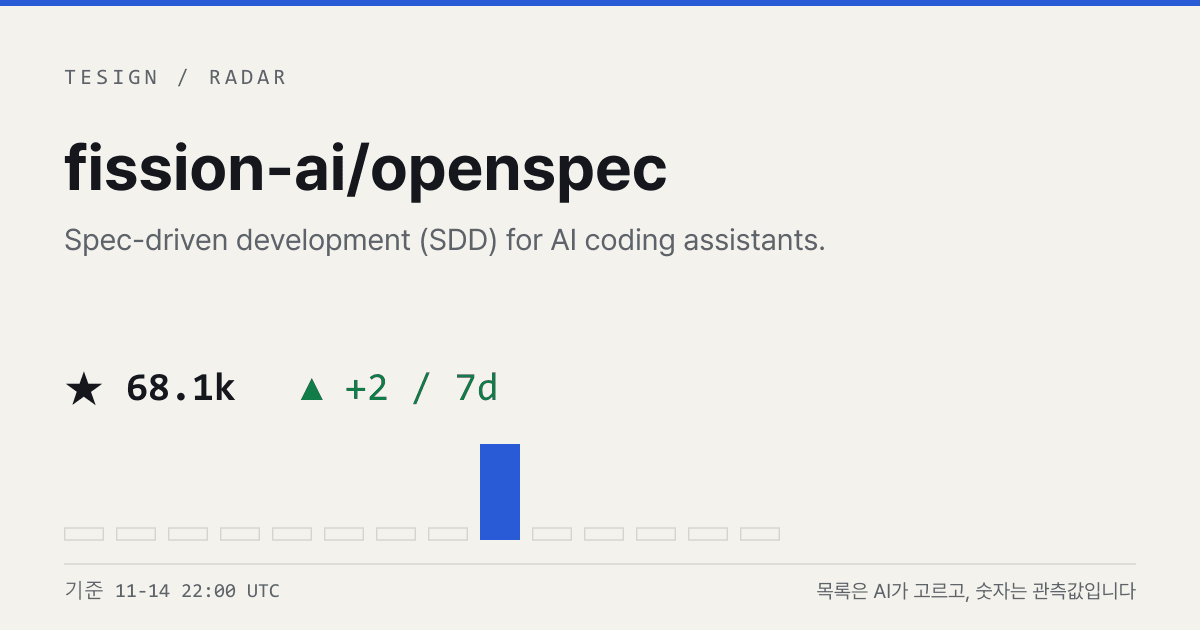 TESIGN / RADAR
fission-ai/openspec
Spec-driven development (SDD) for AI coding assistants.
★ 68.1k ▲ +2 / 7d
기준 11-14 22:00 UTC
목록은 AI가 고르고, 숫자는 관측값입니다